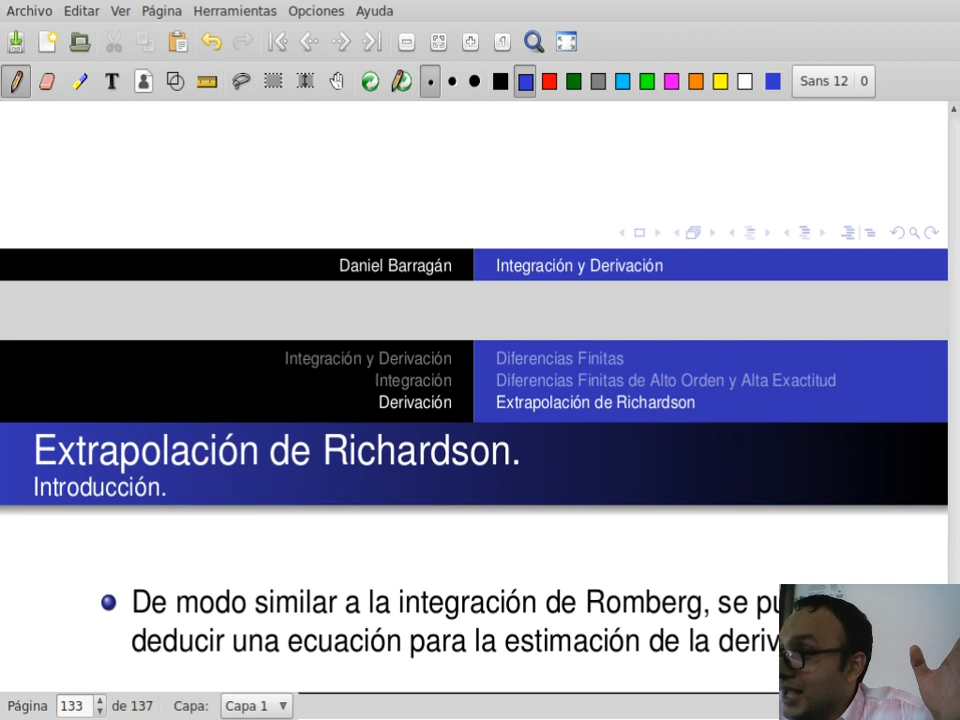 Archivo Editar Ver Página Herramientas Opciones Ayuda
T Sans 12 0
Daniel Barragán Integración y Derivación
Integración y Derivación Diferencias Finitas
Integración Diferencias Finitas de Alto Orden y Alta Exactitud
Derivación Extrapolación de Richardson
Extrapolación de Richardson.
Introducción.
De modo similar a la integración de Romberg, se
deducir una ecuación para la estimación de la
Página 133 de 137 Capa: Capa 1